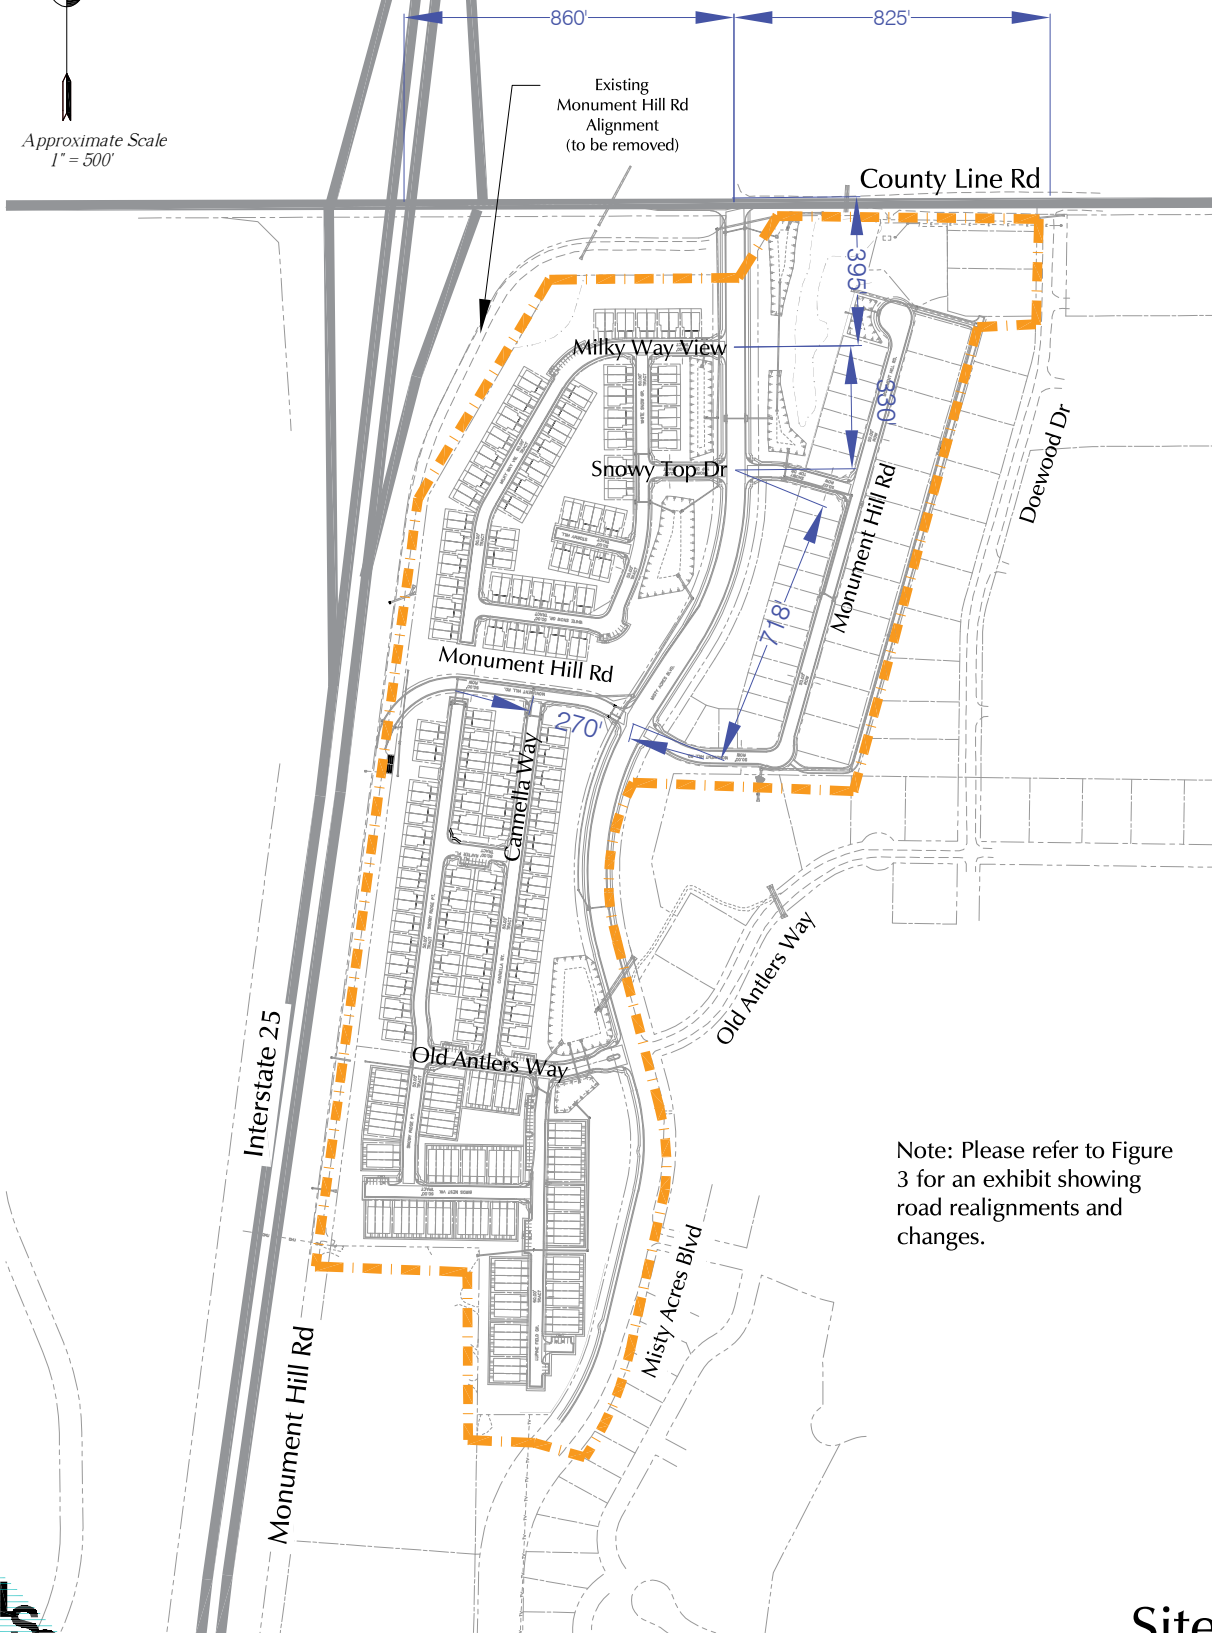 860'
825'
Existing
Monument Hill Rd
Alignment
(to be removed)
Approximate Scale
1" = 500'
County Line Rd
395'
Milky Way View
330'
Snowy Top Dr
Doewood Dr
Monument Hill Rd
718'
Monument Hill Rd
270'
Cannella Way
Old Antlers Way
Old Antlers Way
Interstate 25
Note: Please refer to Figure
3 for an exhibit showing
road realignments and
changes.
Misty Acres Blvd
Monument Hill Rd
Site